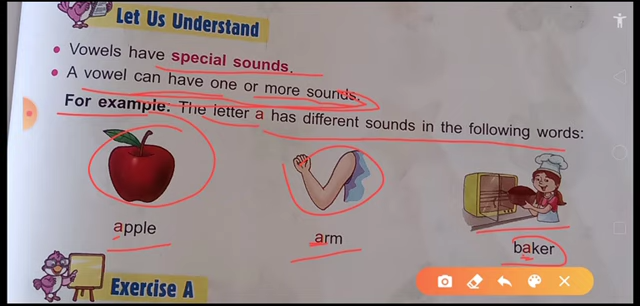 Let Us Understand
• Vowels have special sounds.
• A vowel can have one or more sounds.
For example: The letter a has different sounds in the following words:
apple arm baker
Exercise A